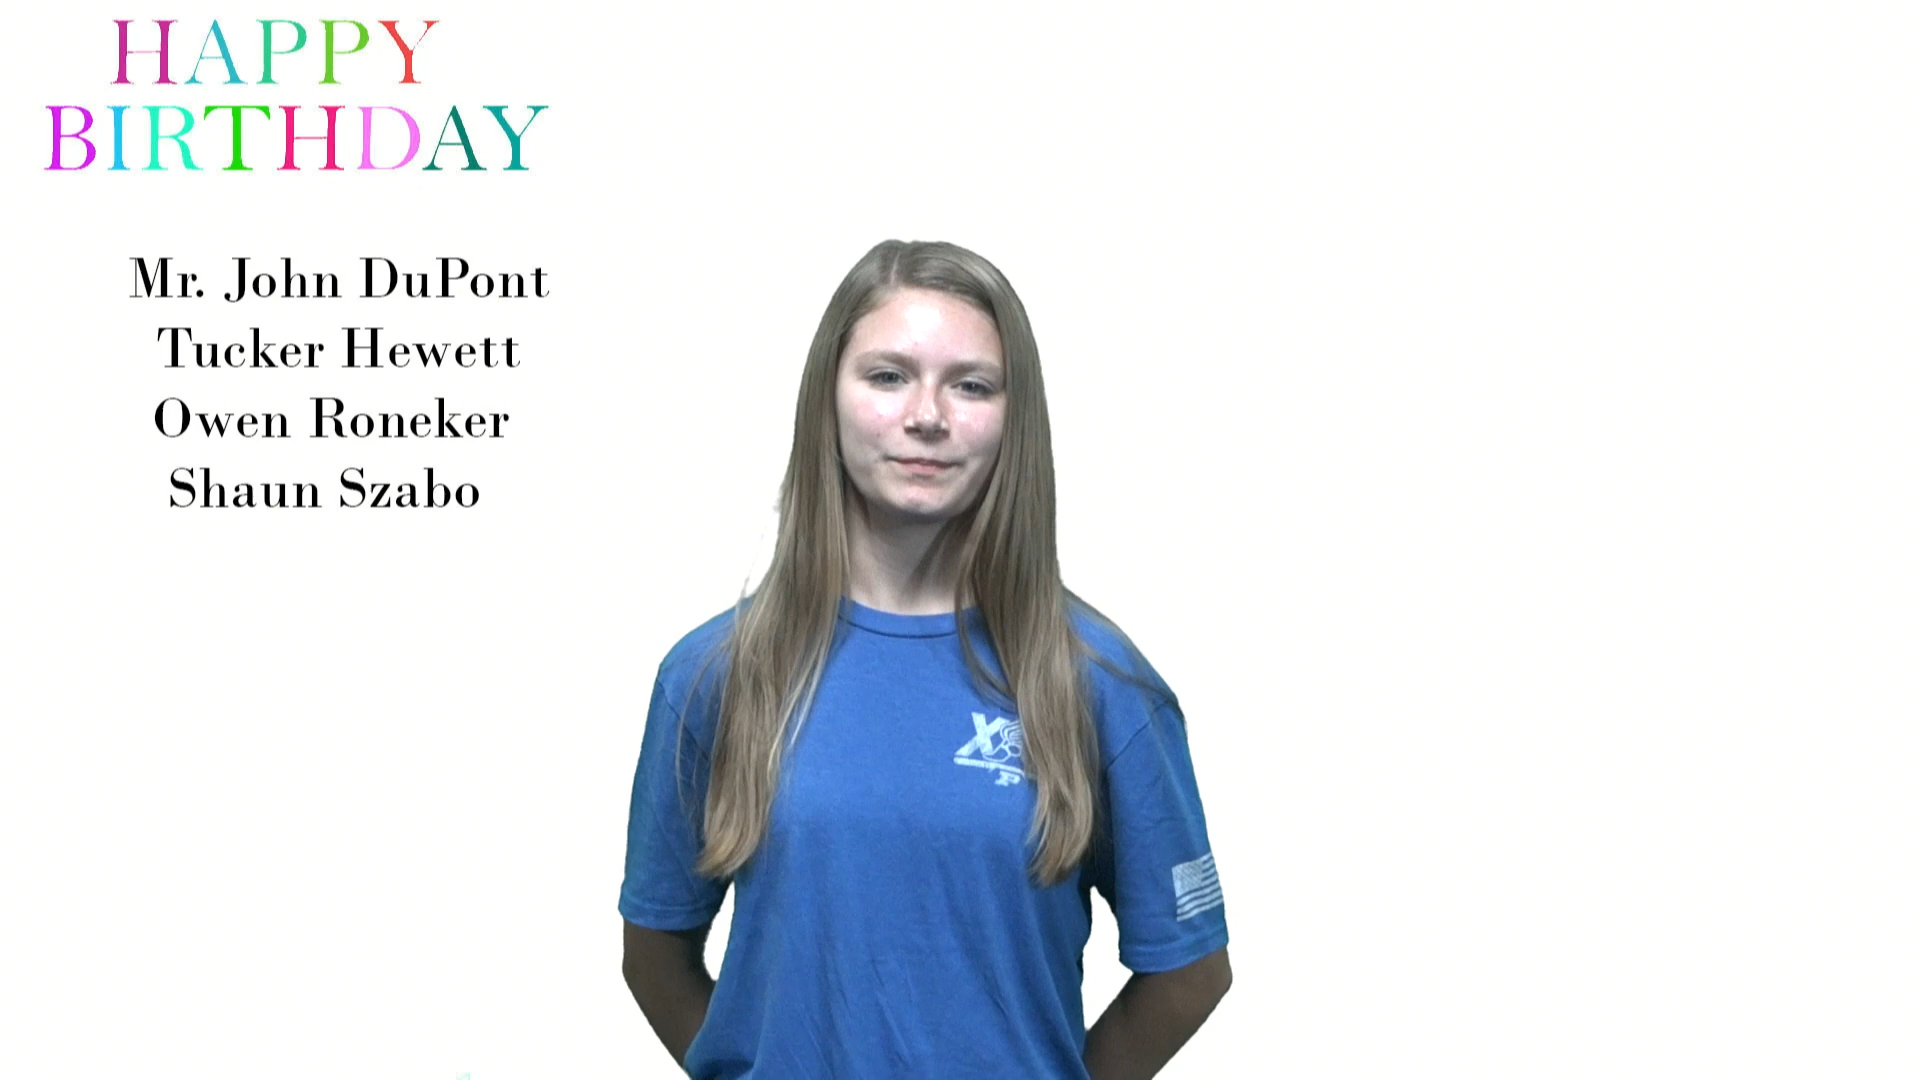 HAPPY
BIRTHDAY
Mr. John DuPont
Tucker Hewett
Owen Roneker
Shaun Szabo
X